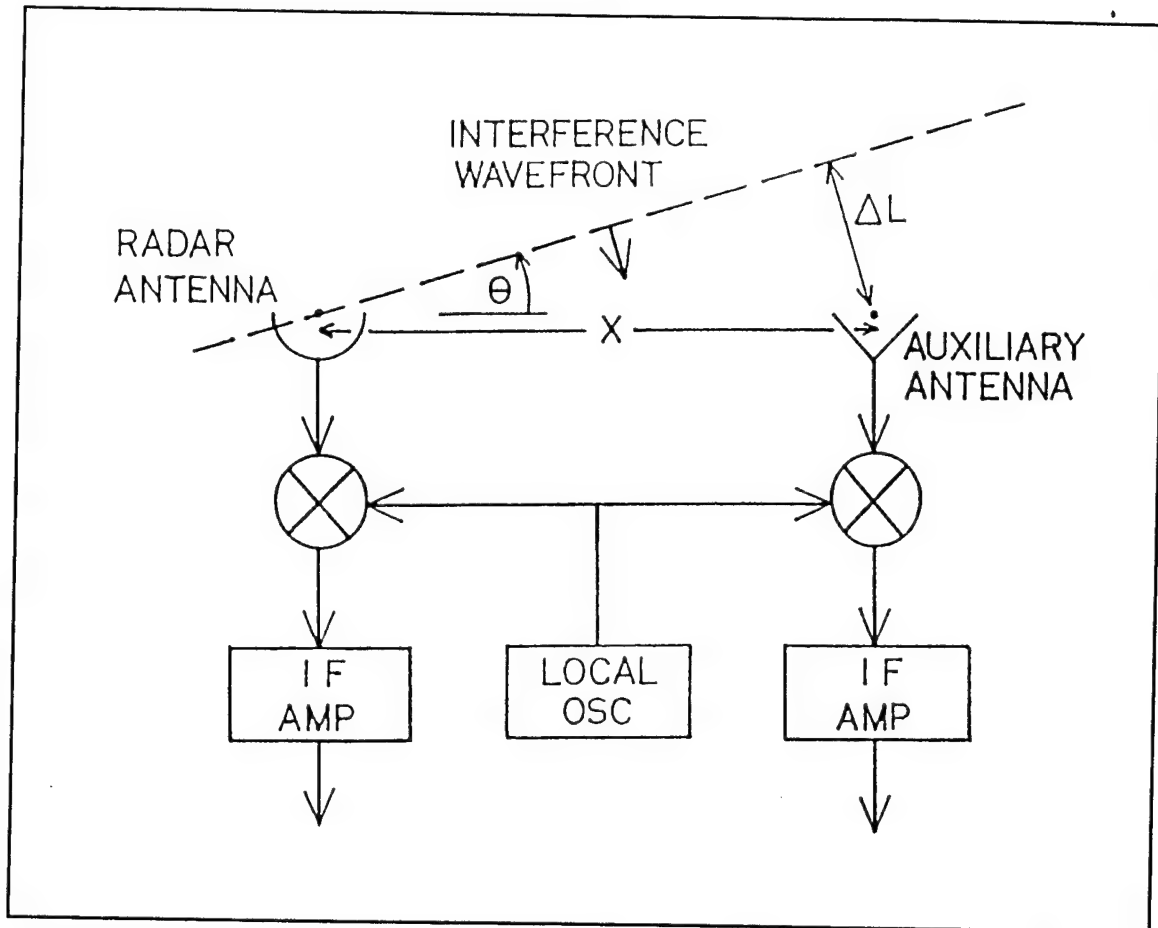 INTERFERENCE
WAVEFRONT
ΔL
RADAR
ANTENNA
θ
X
AUXILIARY
ANTENNA
IF
AMP
LOCAL
OSC
IF
AMP